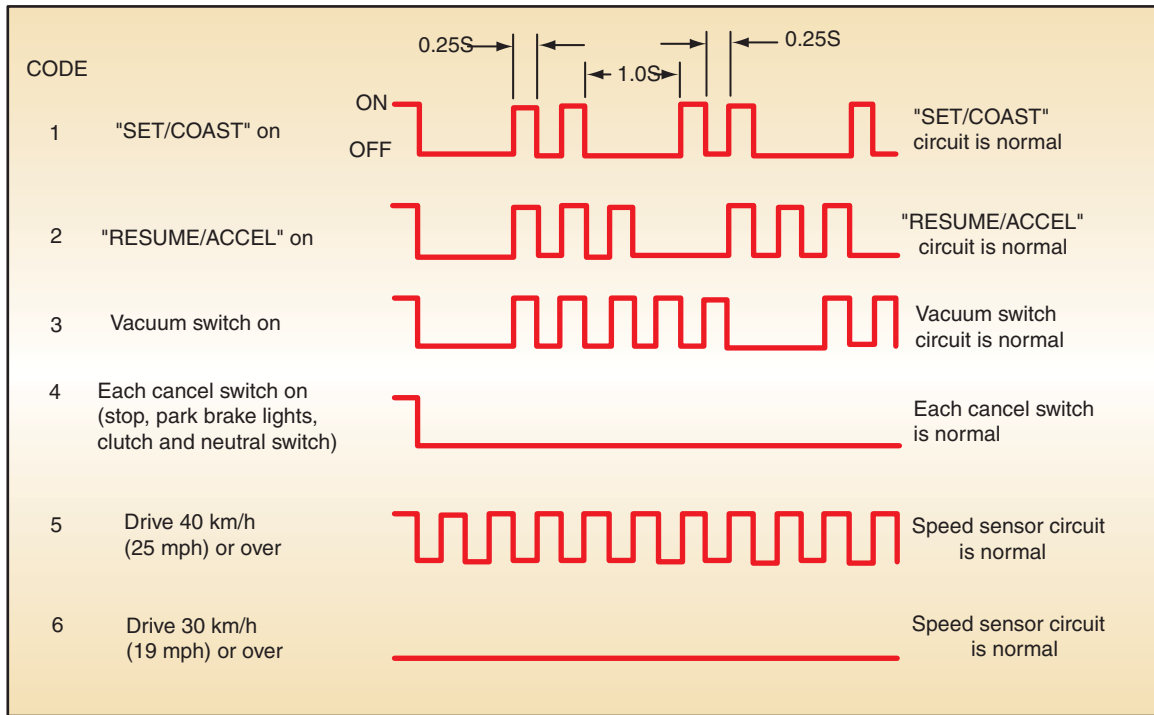 0.25S
0.25S
CODE
1.0S
ON
1
"SET/COAST" on
OFF
"SET/COAST"
circuit is normal
2
"RESUME/ACCEL" on
"RESUME/ACCEL"
circuit is normal
3
Vacuum switch on
Vacuum switch
circuit is normal
4
Each cancel switch on
(stop, park brake lights,
clutch and neutral switch)
Each cancel switch
is normal
5
Drive 40 km/h
(25 mph) or over
Speed sensor circuit
is normal
6
Drive 30 km/h
(19 mph) or over
Speed sensor circuit
is normal